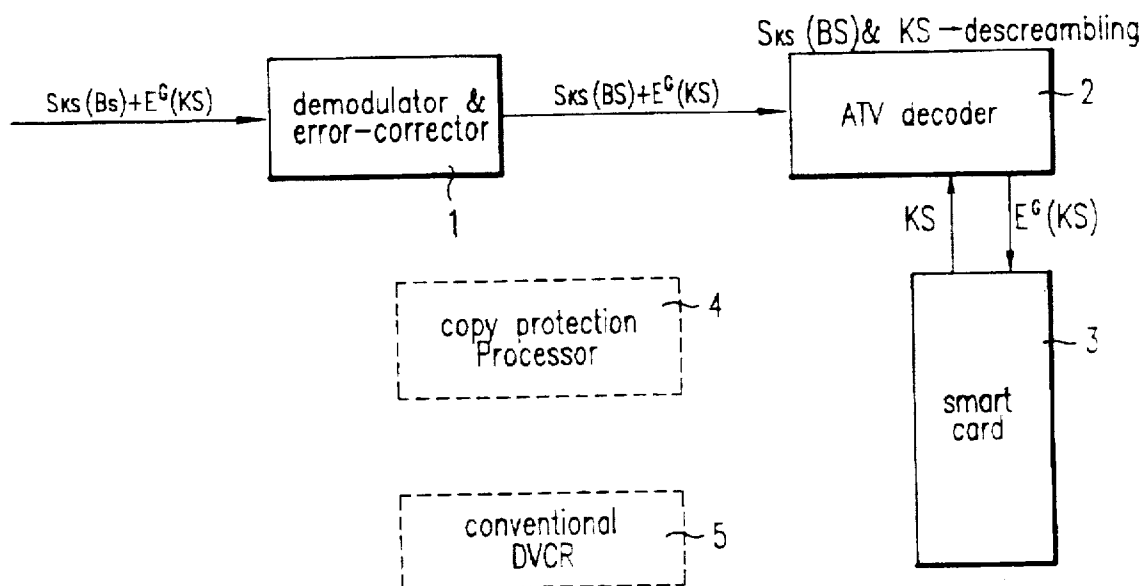 SKS (BS)& KS→descreambling
SKS(Bs)+E^G(KS)
demodulator &
error-corrector
1
SKS(BS)+E^G(KS)
ATV decoder
2
KS
E^G(KS)
copy protection
Processor
4
smart
card
3
conventional
DVCR
5